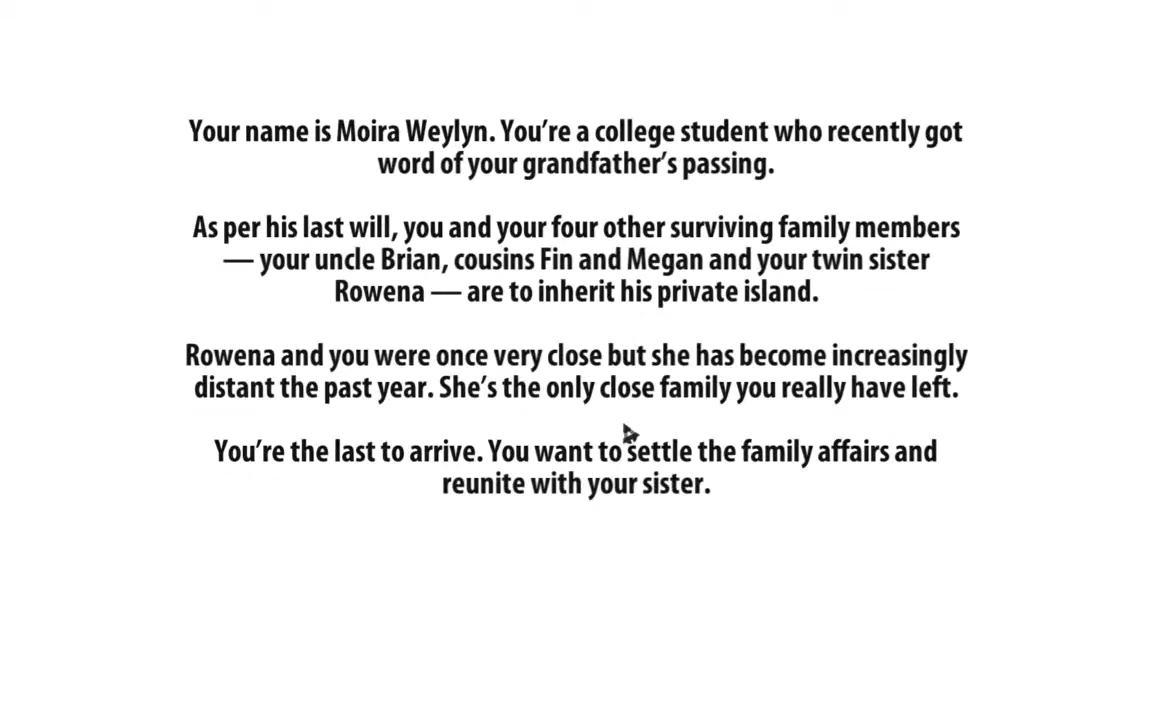 Your name is Moira Weylyn. You're a college student who recently got
word of your grandfather's passing.
As per his last will, you and your four other surviving family members
— your uncle Brian, cousins Fin and Megan and your twin sister
Rowena — are to inherit his private island.
Rowena and you were once very close but she has become increasingly
distant the past year. She's the only close family you really have left.
You're the last to arrive. You want to settle the family affairs and
reunite with your sister.